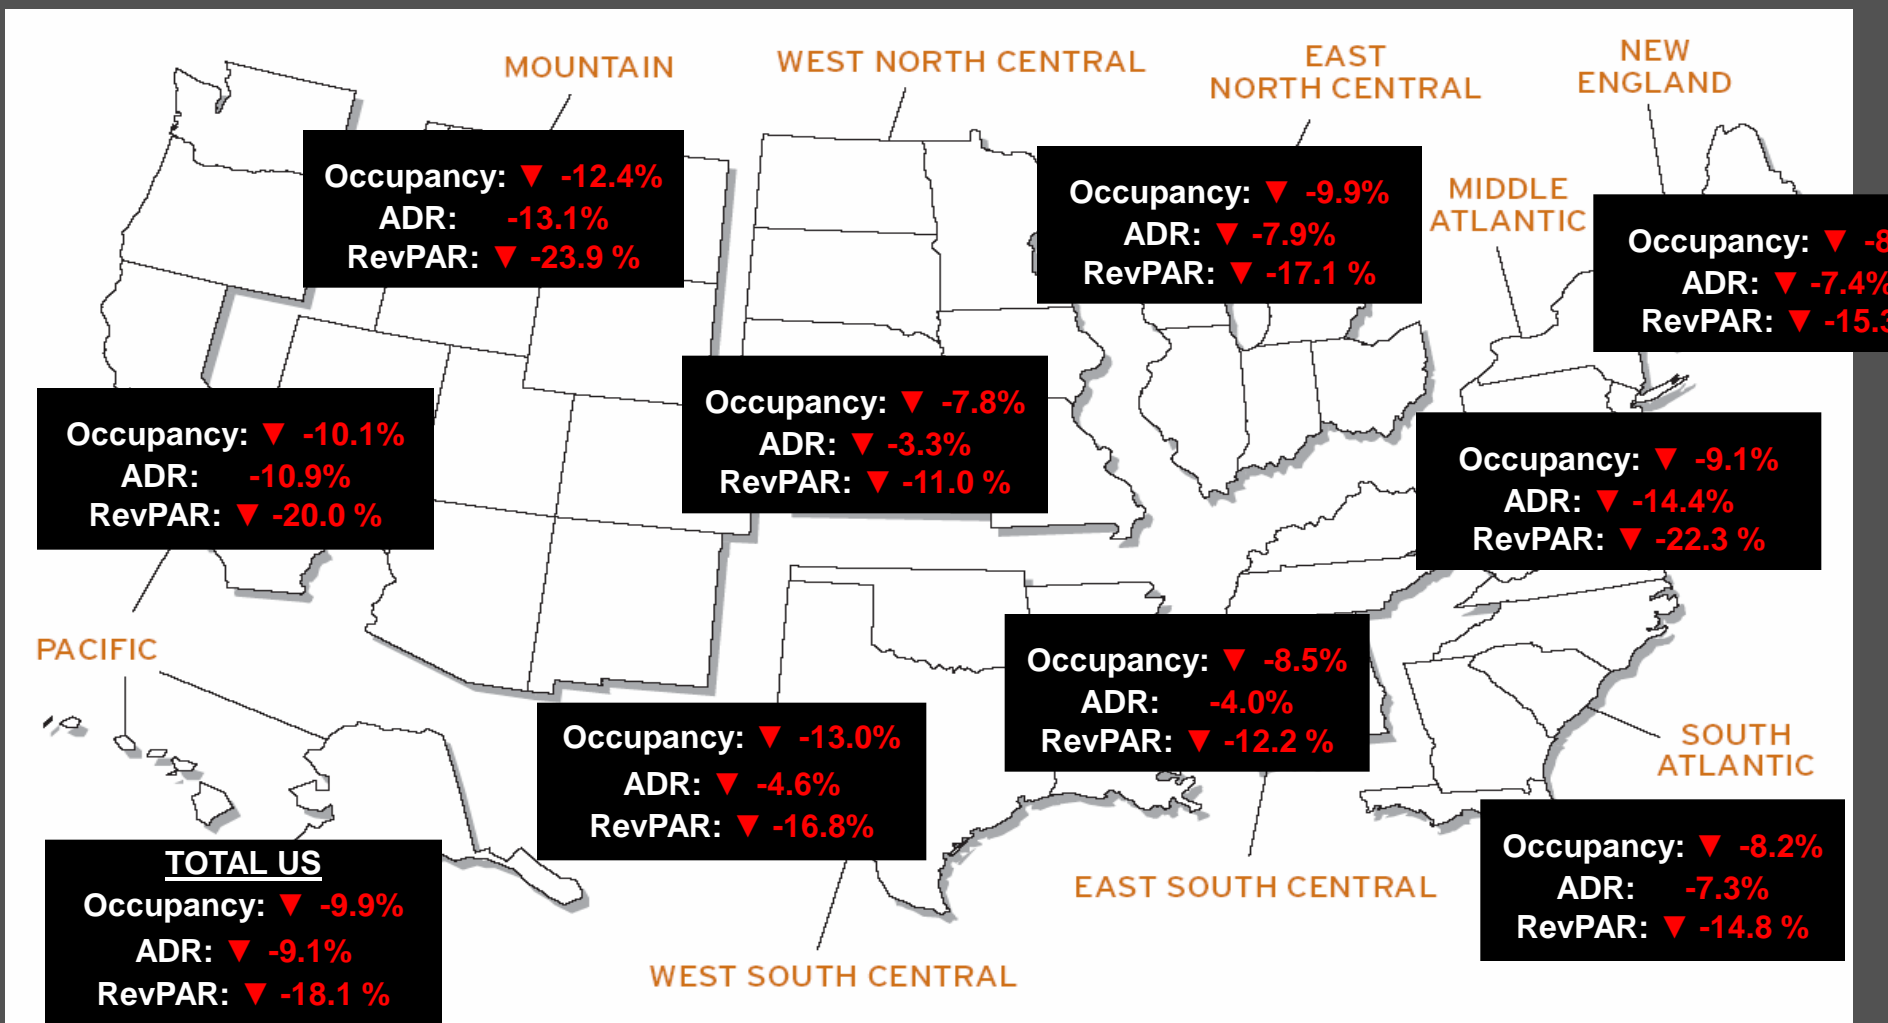 MOUNTAIN
WEST NORTH CENTRAL
EAST
NORTH CENTRAL
NEW
ENGLAND
Occupancy: ▼ -12.4%
ADR: -13.1%
RevPAR: ▼ -23.9 %
Occupancy: ▼ -9.9%
ADR: ▼ -7.9%
RevPAR: ▼ -17.1 %
MIDDLE
ATLANTIC
Occupancy: ▼ -8
ADR: ▼ -7.4%
RevPAR: ▼ -15.3
Occupancy: ▼ -10.1%
ADR: -10.9%
RevPAR: ▼ -20.0 %
Occupancy: ▼ -7.8%
ADR: ▼ -3.3%
RevPAR: ▼ -11.0 %
Occupancy: ▼ -9.1%
ADR: ▼ -14.4%
RevPAR: ▼ -22.3 %
PACIFIC
Occupancy: ▼ -8.5%
ADR: -4.0%
RevPAR: ▼ -12.2 %
Occupancy: ▼ -13.0%
ADR: ▼ -4.6%
RevPAR: ▼ -16.8%
SOUTH
ATLANTIC
Occupancy: ▼ -8.2%
ADR: -7.3%
RevPAR: ▼ -14.8 %
EAST SOUTH CENTRAL
TOTAL US
Occupancy: ▼ -9.9%
ADR: ▼ -9.1%
RevPAR: ▼ -18.1 %
WEST SOUTH CENTRAL